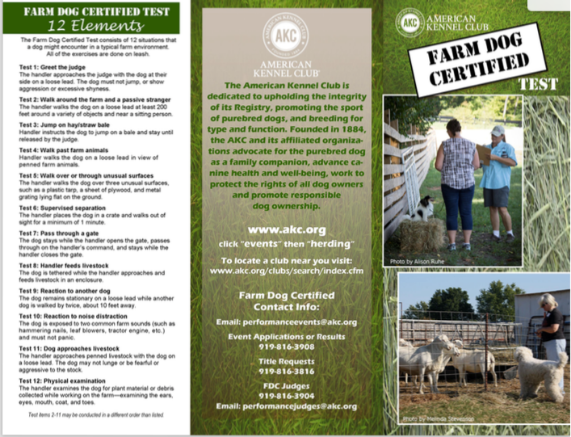 FARM DOG CERTIFIED TEST
12 Elements
The Farm Dog Certified Test consists of 12 situations that
a dog might encounter in a typical farm environment.
All of the exercises are done on leash.
Test 1: Greet the judge
The handler approaches the judge with the dog at their
side on a loose lead. The dog must not jump, or show
aggression or excessive shyness.
Test 2: Walk around the farm and a passive stranger
The handler walks the dog on a loose lead at least 200
feet around a variety of objects and near a sitting person.
Test 3: Jump on hay/straw bale
Handler instructs the dog to jump on a bale and stay until
released by the judge.
Test 4: Walk past farm animals
Handler walks the dog on a loose lead in view of
penned farm animals.
Test 5: Walk over or through unusual surfaces
The handler walks the dog over three unusual surfaces,
such as a plastic tarp, a sheet of plywood, and metal
grating lying flat on the ground.
Test 6: Supervised separation
The handler places the dog in a crate and walks out of
sight for a minimum of 1 minute.
Test 7: Pass through a gate
The dog stays while the handler opens the gate, passes
through on the handler's command, and stays while the
handler closes the gate.
Test 8: Handler feeds livestock
The dog is tethered while the handler approaches and
feeds livestock in an enclosure.
Test 9: Reaction to another dog
The dog remains stationary on a loose lead while another
dog is walked by twice, about 10 feet away.
Test 10: Reaction to noise distraction
The dog is exposed to two common farm sounds (such as
hammering nails, leaf blowers, tractor engine, etc.)
and must not panic.
Test 11: Dog approaches livestock
The handler approaches penned livestock with the dog on
a loose lead. The dog may not lunge or be fearful or
aggressive to the stock.
Test 12: Physical examination
The handler examines the dog for plant material or debris
collected while working on the farm—examining the ears,
eyes, mouth, coat, and toes.
Test items 2-11 may be conducted in a different order than listed.
AKC
AMERICAN
KENNEL CLUB®
The American Kennel Club is
dedicated to upholding the integrity
of its Registry, promoting the sport
of purebred dogs, and breeding for
type and function. Founded in 1884,
the AKC and its affiliated organiza-
tions advocate for the purebred dog
as a family companion, advance ca-
nine health and well-being, work to
protect the rights of all dog owners
and promote responsible
dog ownership.
www.akc.org
click "events" then "herding"
To locate a club near you visit:
www.akc.org/clubs/search/index.cfm
Farm Dog Certified
Contact Info:
Email: performanceevents@akc.org
Event Applications or Results
919-816-3908
Title Requests
919-816-3816
FDC Judges
919-816-3904
Email: performancejudges@akc.org
AKC
AMERICAN
KENNEL CLUB®
FARM DOG
CERTIFIED
TEST
Photo by Alison Ruhe
Photo by